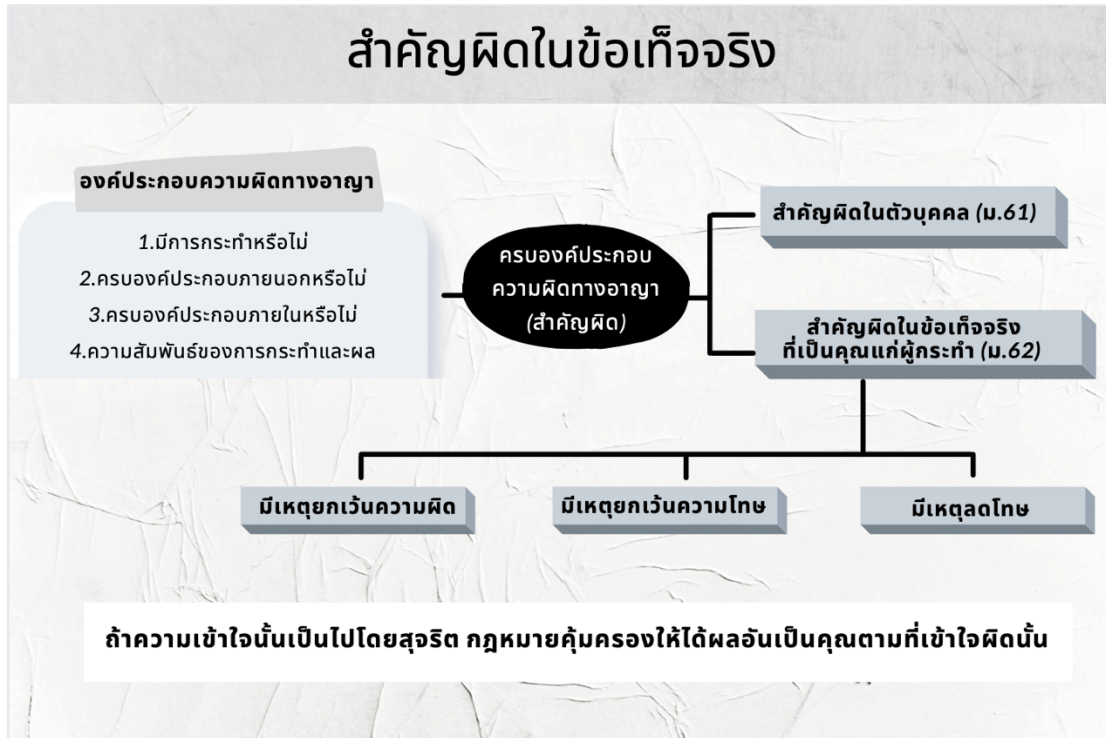 สำคัญผิดในข้อเท็จจริง
องค์ประกอบความผิดทางอาญา
1.มีการกระทำหรือไม่
2.ครบองค์ประกอบภายนอกหรือไม่
3.ครบองค์ประกอบภายในหรือไม่
4.ความสัมพันธ์ของการกระทำและผล
ครบองค์ประกอบ
ความผิดทางอาญา
(สำคัญผิด)
สำคัญผิดในตัวบุคคล (ม.61)
สำคัญผิดในข้อเท็จจริง
ที่เป็นคุณแก่ผู้กระทำ (ม.62)
มีเหตุยกเว้นความผิด
มีเหตุยกเว้นความโทษ
มีเหตุลดโทษ
ถ้าความเข้าใจนั้นเป็นไปโดยสุจริต กฎหมายคุ้มครองให้ได้ผลอันเป็นคุณตามที่เข้าใจผิดนั้น